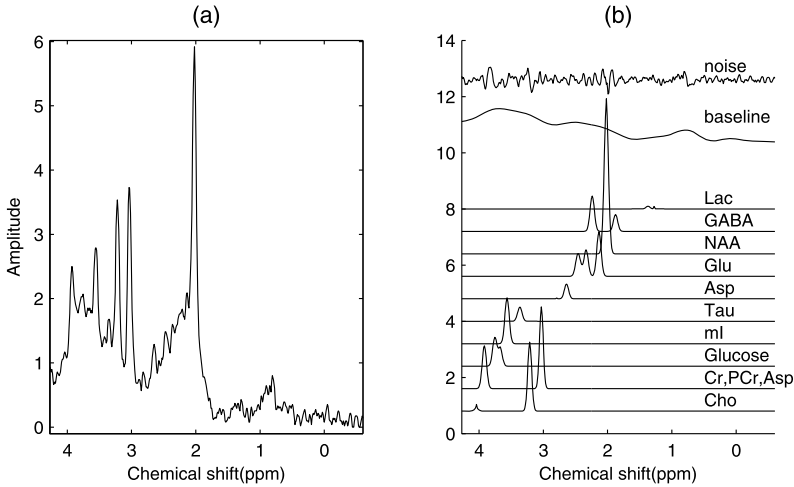 (a)
6
5
4
3
2
1
0
Amplitude
4 3 2 1 0
Chemical shift(ppm)
(b)
14
12
10
8
6
4
2
0
noise
baseline
Lac
GABA
NAA
Glu
Asp
Tau
mI
Glucose
Cr,PCr,Asp
Cho
4 3 2 1 0
Chemical shift(ppm)